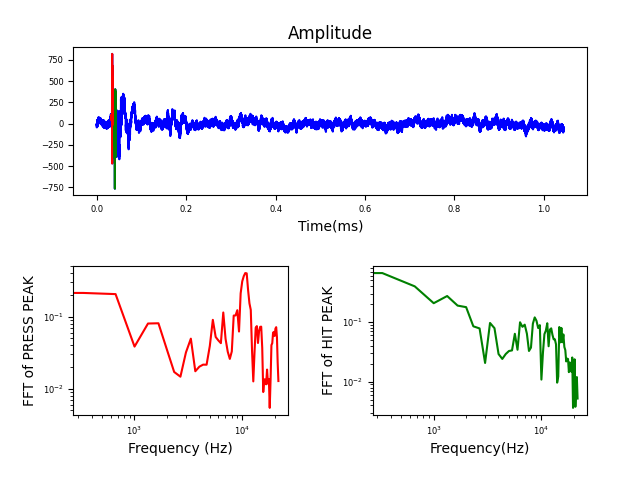 Amplitude
750
500
250
0
−250
−500
−750
0.0 0.2 0.4 0.6 0.8 1.0
Time(ms)
FFT of PRESS PEAK
10⁻¹
10⁻²
10³ 10⁴
Frequency (Hz)
FFT of HIT PEAK
10⁻¹
10⁻²
10³ 10⁴
Frequency(Hz)